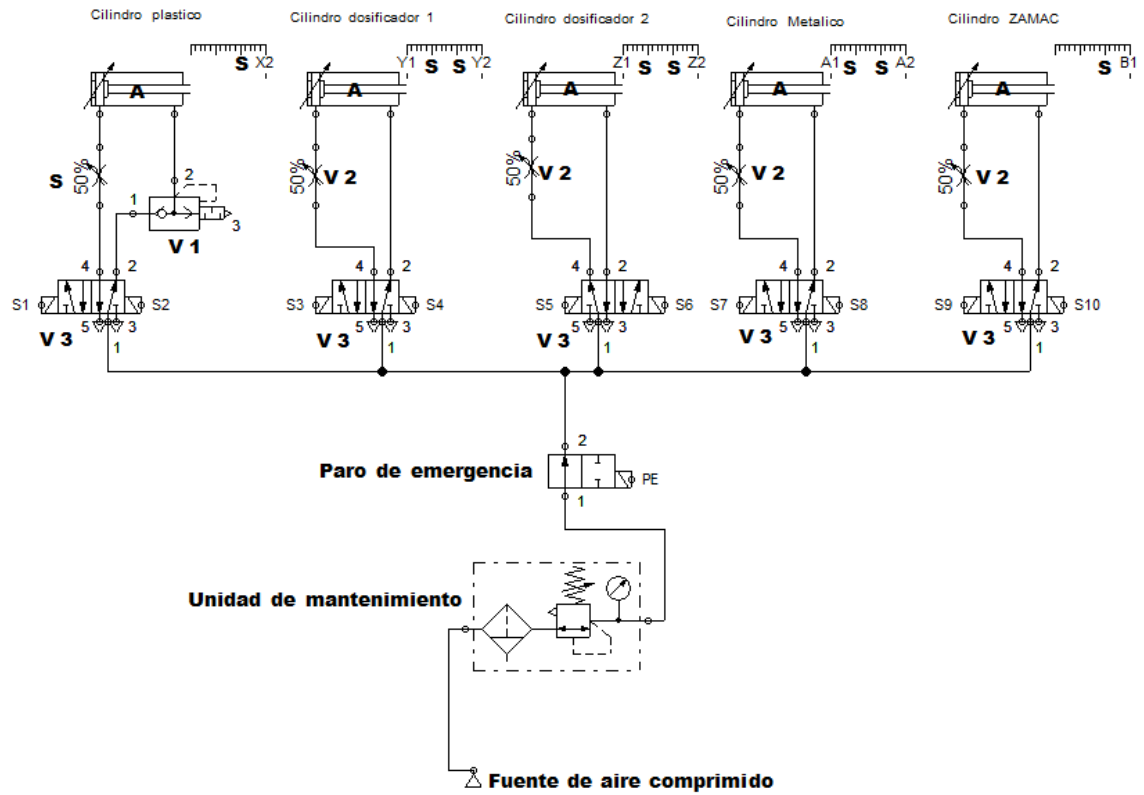 Cilindro plastico
Cilindro dosificador 1
Cilindro dosificador 2
Cilindro Metalico
Cilindro ZAMAC
S X2
Y1 S S Y2
Z1 S S Z2
A1 S S A2
S B1
A
A
A
A
A
S 50%
50% V 2
50% V 2
50% V 2
50% V 2
1 2 3
V 1
4 2
4 2
4 2
4 2
4 2
S1 S2
S3 S4
S5 S6
S7 S8
S9 S10
V 3 5 3
V 3 5 3
V 3 5 3
V 3 5 3
5 3
1
1
1
1
1
2
Paro de emergencia
PE
1
Unidad de mantenimiento
Fuente de aire comprimido